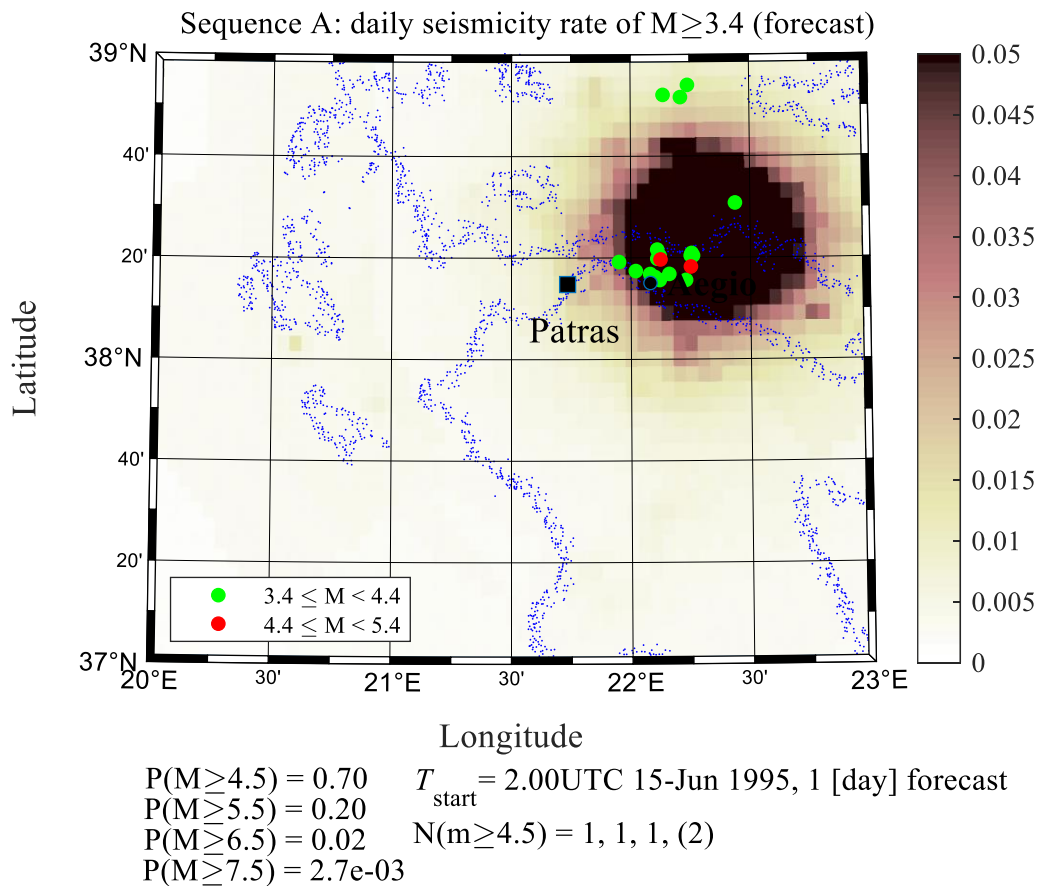 Sequence A: daily seismicity rate of M≥3.4 (forecast)
39°N
40'
20'
38°N
40'
20'
37°N
20°E
30'
21°E
30'
22°E
30'
23°E
Latitude
Longitude
Aegio
Patras
3.4 ≤ M < 4.4
4.4 ≤ M < 5.4
0.05
0.045
0.04
0.035
0.03
0.025
0.02
0.015
0.01
0.005
0
P(M≥4.5) = 0.70
P(M≥5.5) = 0.20
P(M≥6.5) = 0.02
P(M≥7.5) = 2.7e-03
Tstart = 2.00UTC 15-Jun 1995, 1 [day] forecast
N(m≥4.5) = 1, 1, 1, (2)